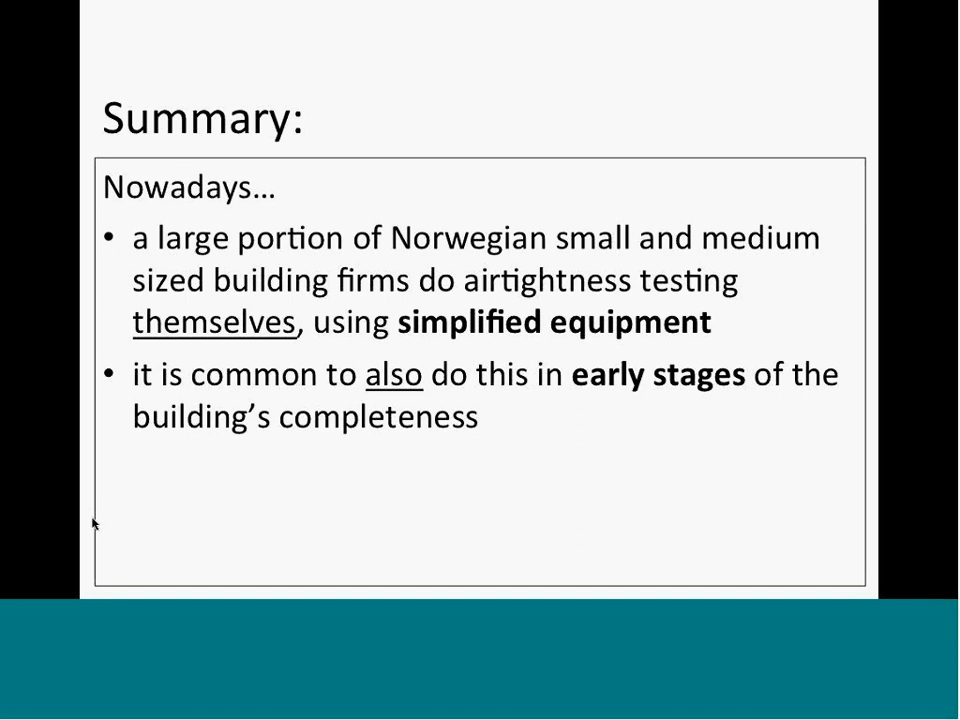 Summary:
Nowadays…
• a large portion of Norwegian small and medium
sized building firms do airtightness testing
themselves, using simplified equipment
• it is common to also do this in early stages of the
building’s completeness